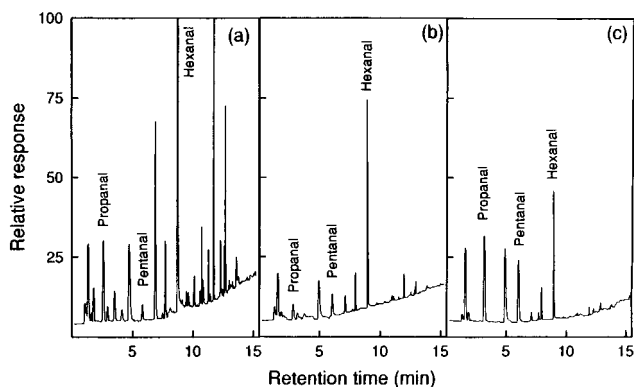 100
75
50
25
Relative response
(a)
Propanal
Pentanal
Hexanal
5
10
15
(b)
Propanal
Pentanal
Hexanal
5
10
15
(c)
Propanal
Pentanal
Hexanal
5
10
15
Retention time (min)